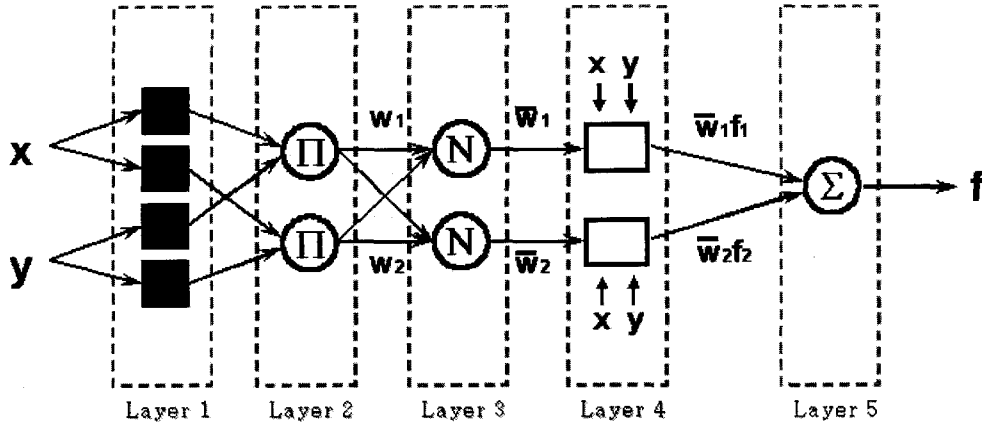 x y
w₁ w̅₁ w̅₁f₁
x
Π N
Σ f
y
Π N
w₂ w̅₂ w̅₂f₂
x y
Layer 1 Layer 2 Layer 3 Layer 4 Layer 5